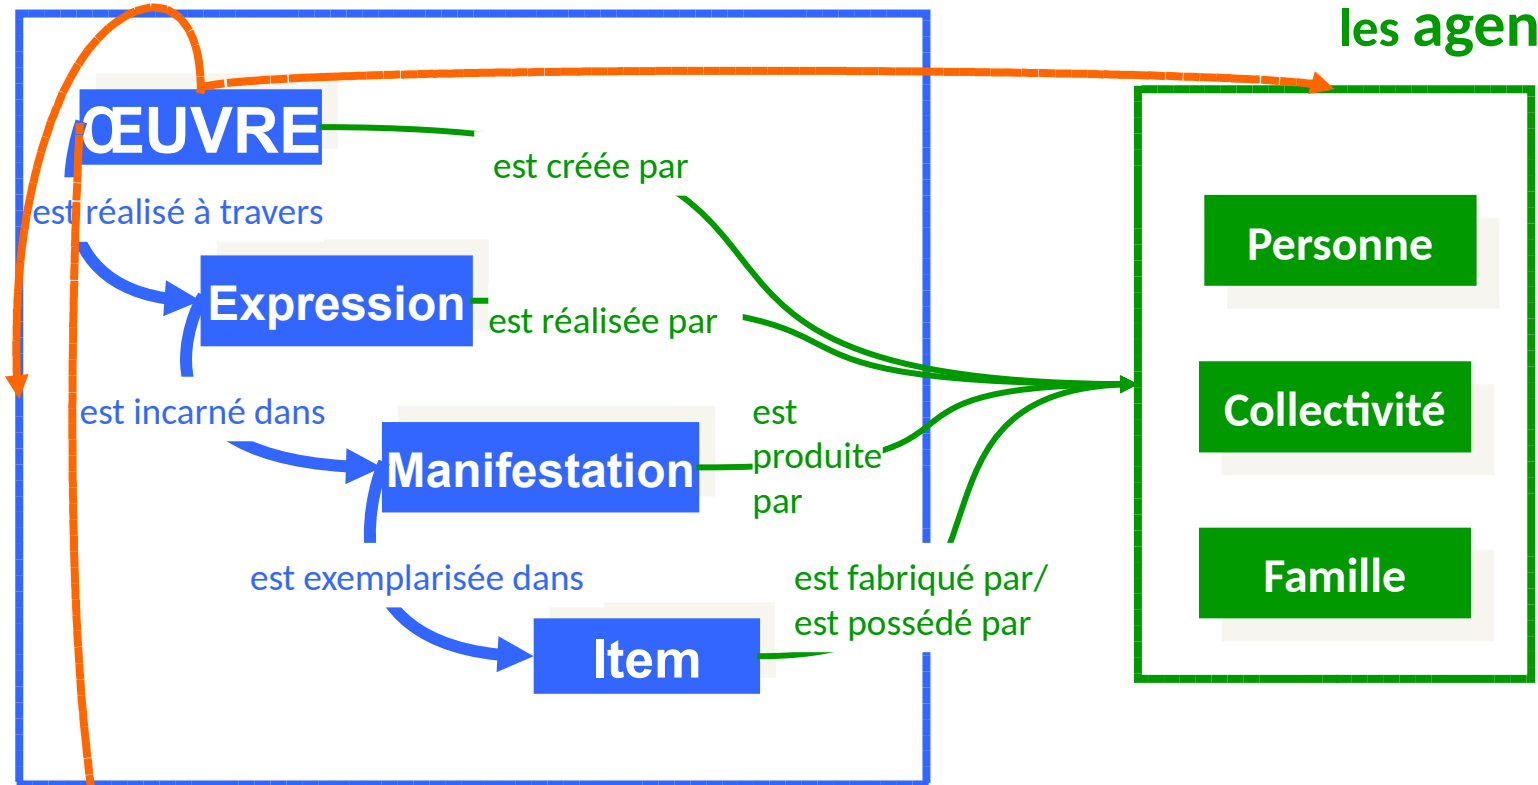 les agen
ŒUVRE
est créée par
est réalisé à travers
Personne
Expression
est réalisée par
est incarné dans
est
produite
par
Collectivité
Manifestation
est exemplarisée dans
est fabriqué par/
est possédé par
Famille
Item